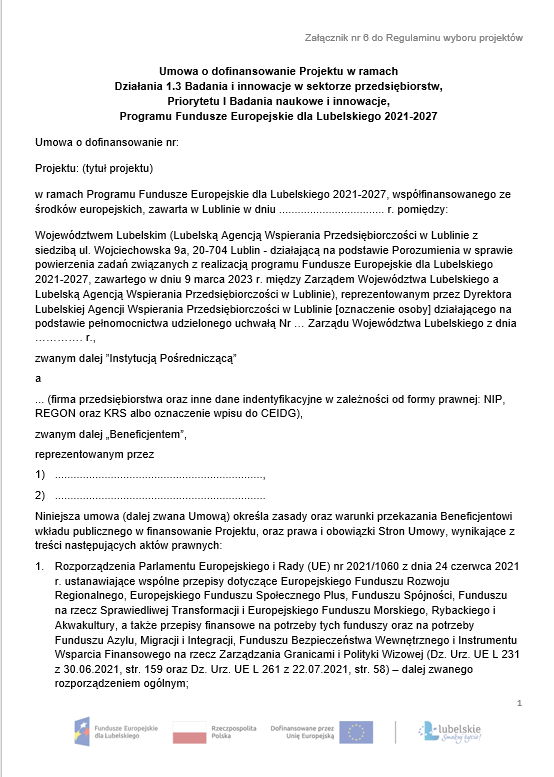 Załącznik nr 6 do Regulaminu wyboru projektów
Umowa o dofinansowanie Projektu w ramach
Działania 1.3 Badania i innowacje w sektorze przedsiębiorstw,
Priorytetu I Badania naukowe i innowacje,
Programu Fundusze Europejskie dla Lubelskiego 2021-2027
Umowa o dofinansowanie nr:
Projektu: (tytuł projektu)
w ramach Programu Fundusze Europejskie dla Lubelskiego 2021-2027, współfinansowanego ze
środków europejskich, zawarta w Lublinie w dniu .................................. r. pomiędzy:
Województwem Lubelskim (Lubelską Agencją Wspierania Przedsiębiorczości w Lublinie z
siedzibą ul. Wojciechowska 9a, 20-704 Lublin - działającą na podstawie Porozumienia w sprawie
powierzenia zadań związanych z realizacją programu Fundusze Europejskie dla Lubelskiego
2021-2027, zawartego w dniu 9 marca 2023 r. między Zarządem Województwa Lubelskiego a
Lubelską Agencją Wspierania Przedsiębiorczości w Lublinie), reprezentowanym przez Dyrektora
Lubelskiej Agencji Wspierania Przedsiębiorczości w Lublinie [oznaczenie osoby] działającego na
podstawie pełnomocnictwa udzielonego uchwałą Nr … Zarządu Województwa Lubelskiego z dnia
…………. r.,
zwanym dalej ”Instytucją Pośredniczącą”
a
... (firma przedsiębiorstwa oraz inne dane indentyfikacyjne w zależności od formy prawnej: NIP,
REGON oraz KRS albo oznaczenie wpisu do CEIDG),
zwanym dalej „Beneficjentem”,
reprezentowanym przez
1) ...................................................................,
2) ....................................................................
Niniejsza umowa (dalej zwana Umową) określa zasady oraz warunki przekazania Beneficjentowi
wkładu publicznego w finansowanie Projektu, oraz prawa i obowiązki Stron Umowy, wynikające z
treści następujących aktów prawnych:
1. Rozporządzenia Parlamentu Europejskiego i Rady (UE) nr 2021/1060 z dnia 24 czerwca 2021
r. ustanawiające wspólne przepisy dotyczące Europejskiego Funduszu Rozwoju
Regionalnego, Europejskiego Funduszu Społecznego Plus, Funduszu Spójności, Funduszu
na rzecz Sprawiedliwej Transformacji i Europejskiego Funduszu Morskiego, Rybackiego i
Akwakultury, a także przepisy finansowe na potrzeby tych funduszy oraz na potrzeby
Funduszu Azylu, Migracji i Integracji, Funduszu Bezpieczeństwa Wewnętrznego i Instrumentu
Wsparcia Finansowego na rzecz Zarządzania Granicami i Polityki Wizowej (Dz. Urz. UE L 231
z 30.06.2021, str. 159 oraz Dz. Urz. UE L 261 z 22.07.2021, str. 58) – dalej zwanego
rozporządzeniem ogólnym;
1
Fundusze Europejskie
dla Lubelskiego
Rzeczpospolita
Polska
Dofinansowane przez
Unię Europejską
lubelskie
Smakuj życie!